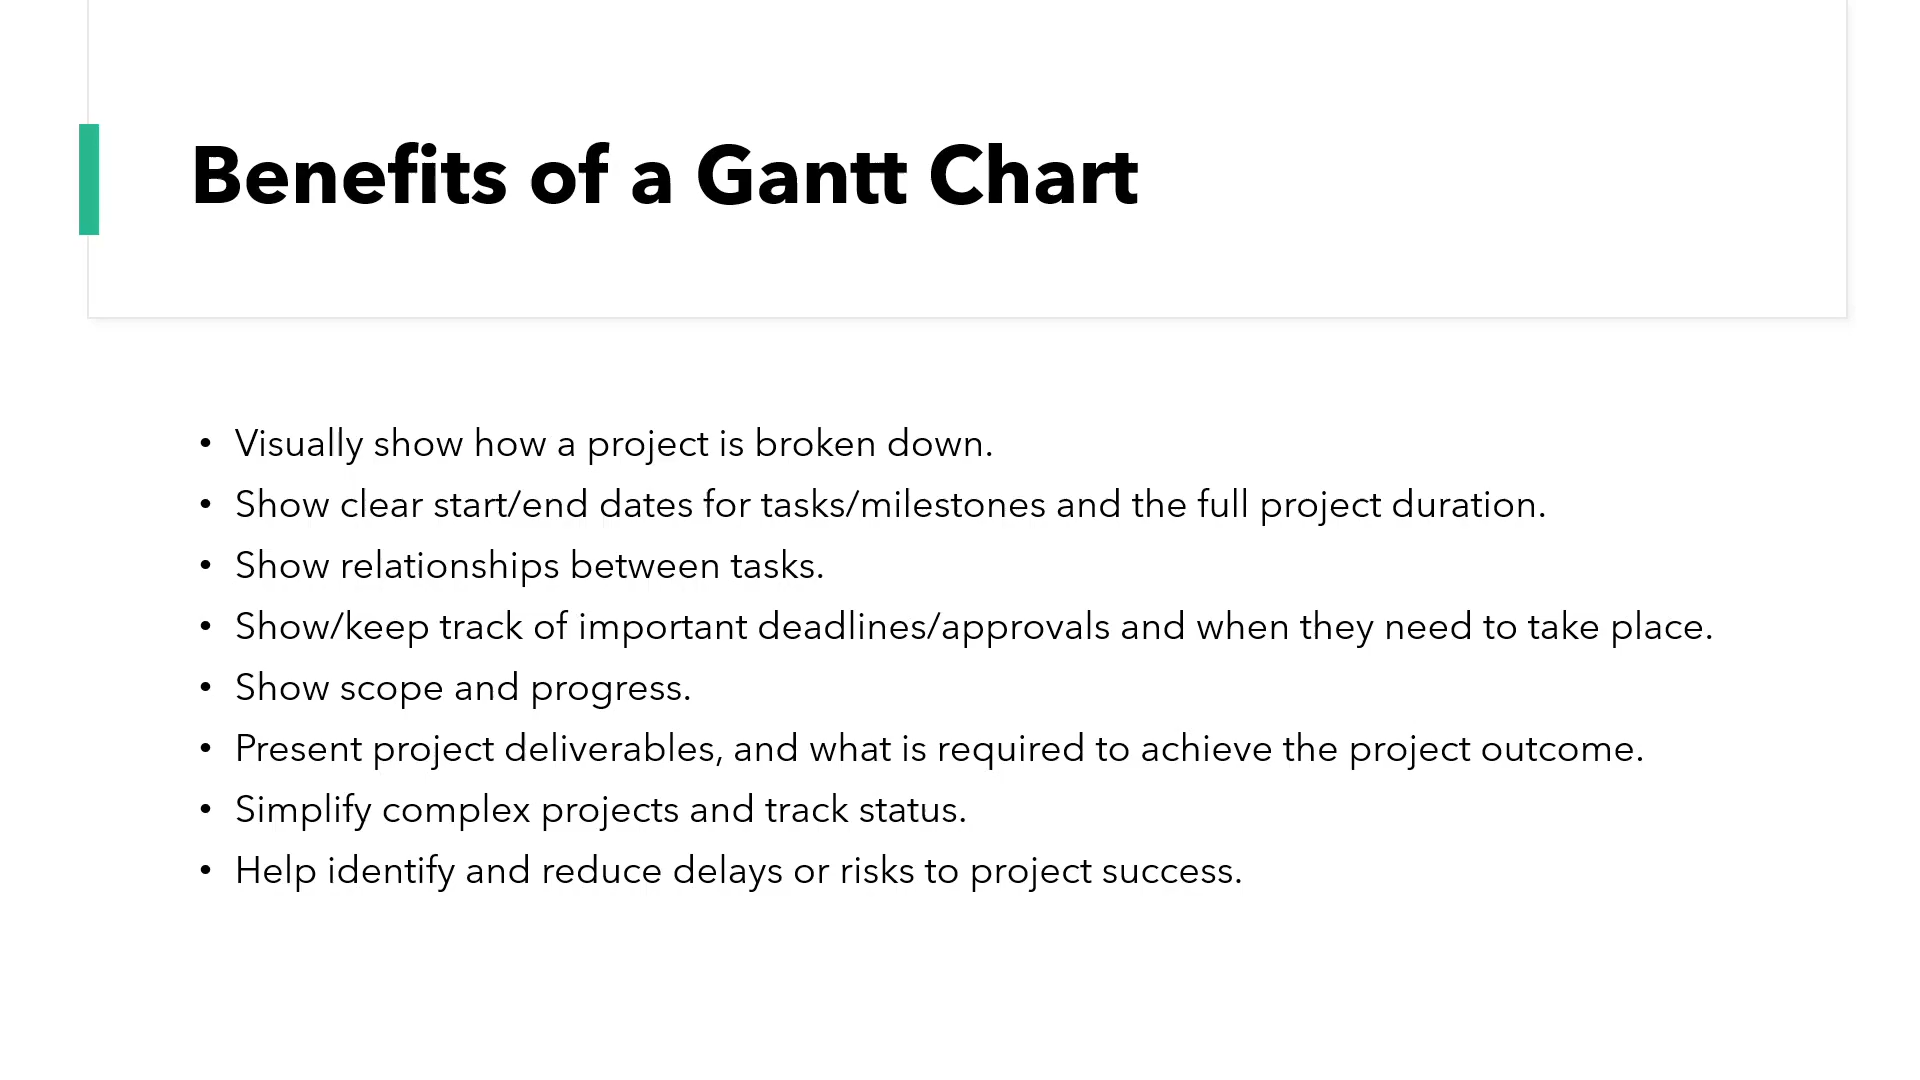 Benefits of a Gantt Chart
• Visually show how a project is broken down.
• Show clear start/end dates for tasks/milestones and the full project duration.
• Show relationships between tasks.
• Show/keep track of important deadlines/approvals and when they need to take place.
• Show scope and progress.
• Present project deliverables, and what is required to achieve the project outcome.
• Simplify complex projects and track status.
• Help identify and reduce delays or risks to project success.